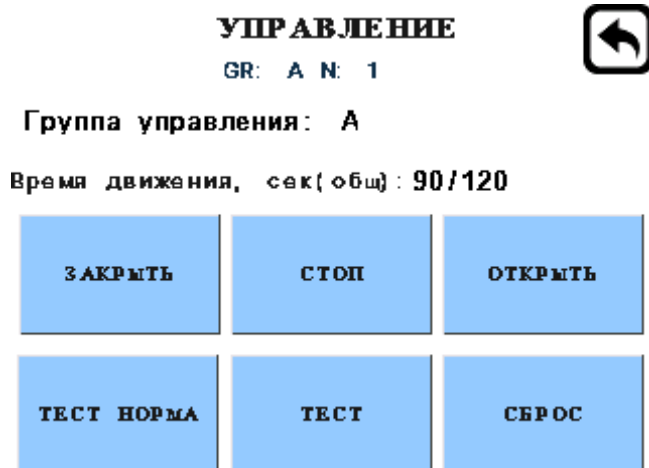 УПРАВЛЕНИЕ
GR: A N: 1
Группа управления: А
Время движения, сек(общ): 90/120
ЗАКРЫТЬ СТОП ОТКРЫТЬ
ТЕСТ НОРМА ТЕСТ СБРОС